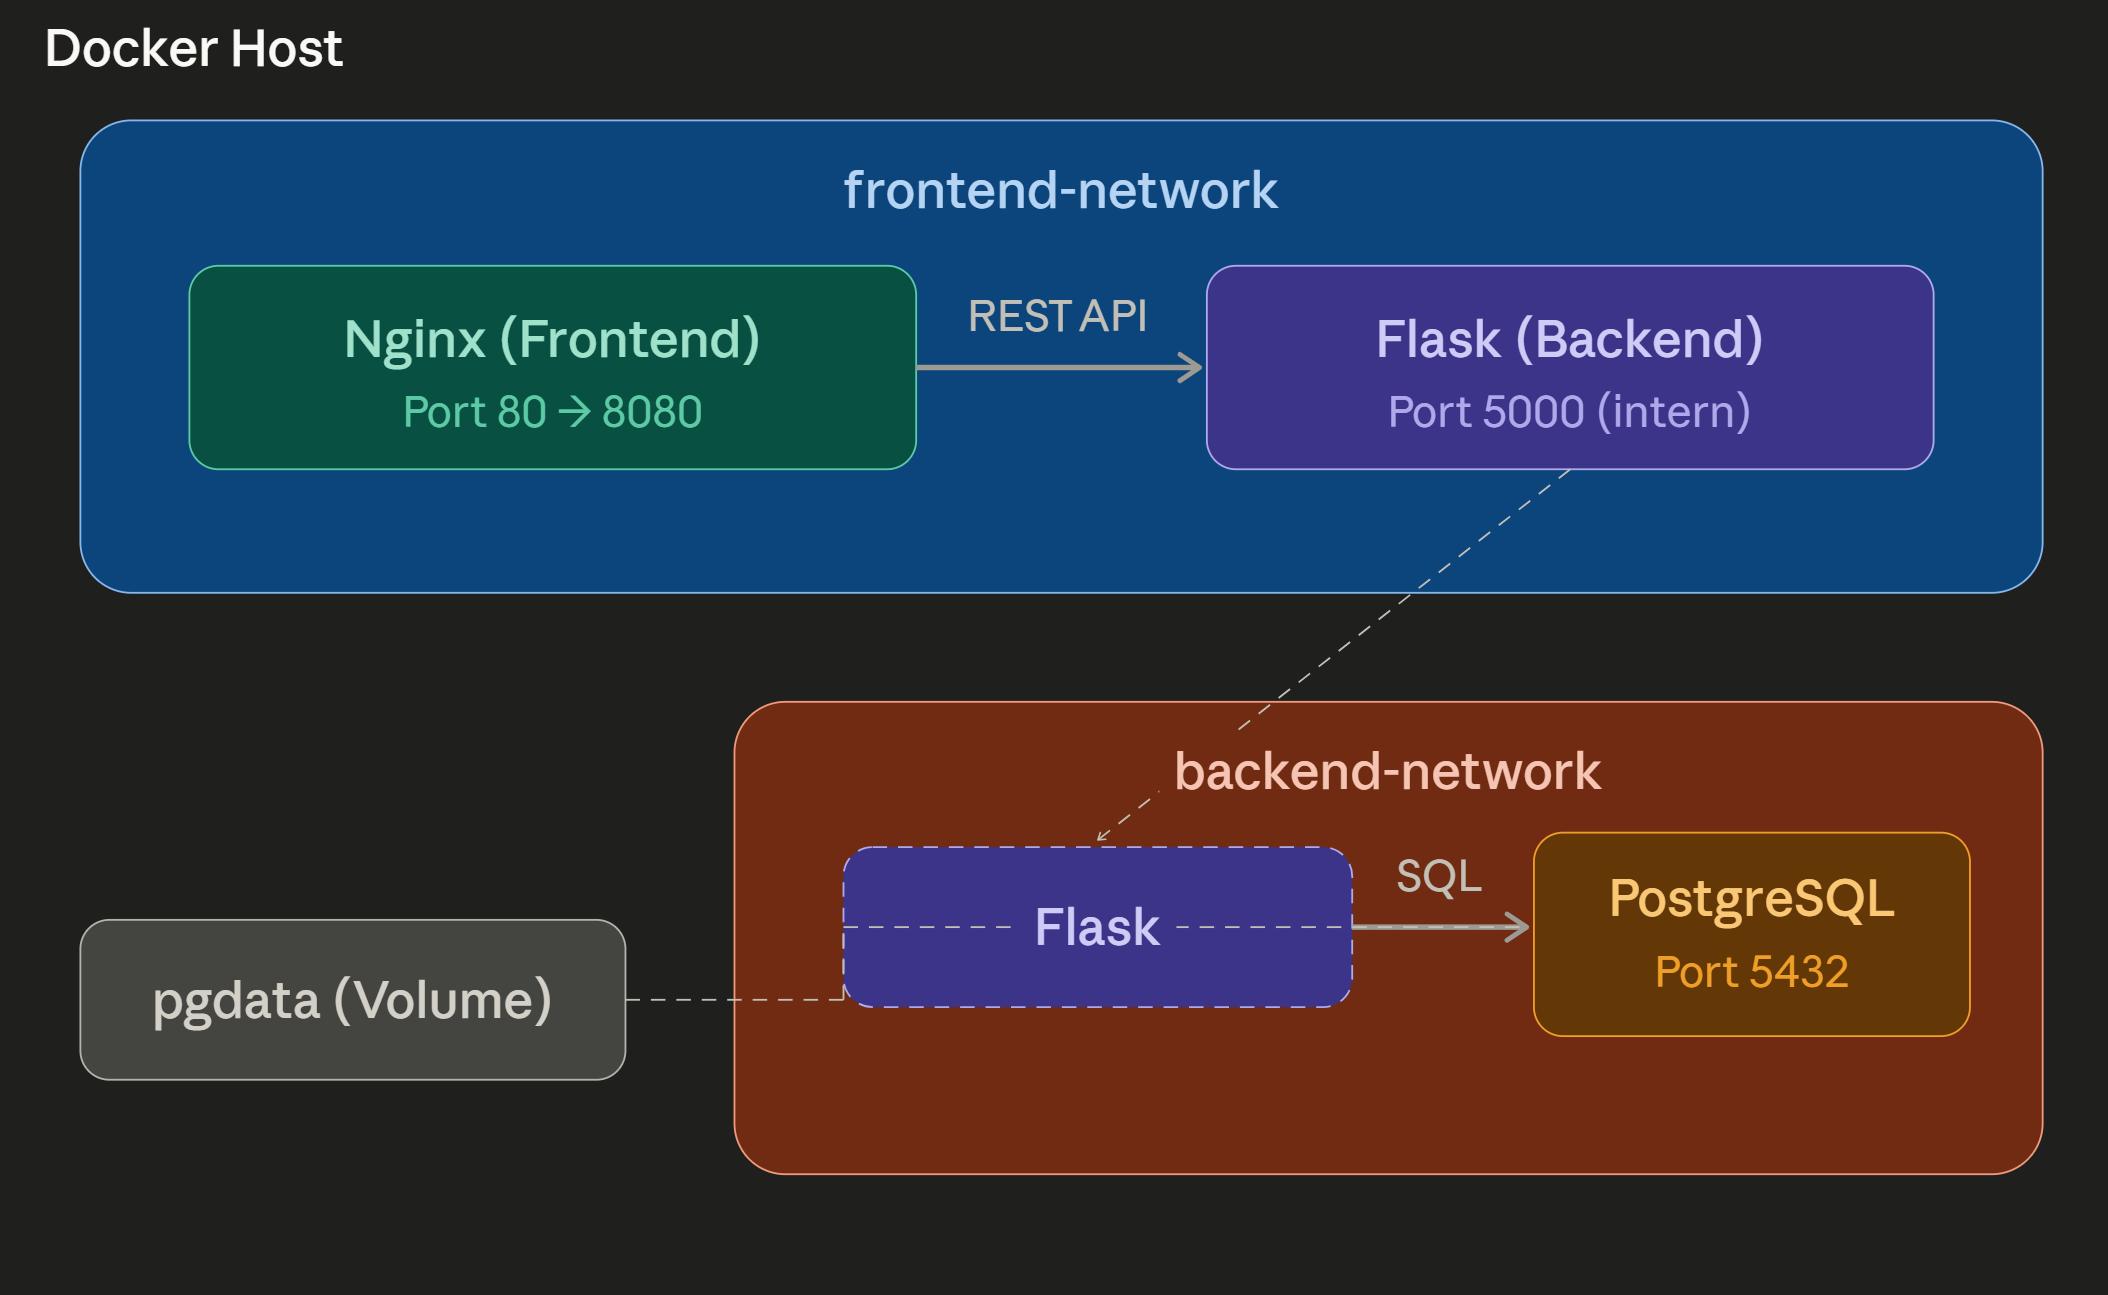 Docker Host
frontend-network
Nginx (Frontend)
Port 80 → 8080
REST API
Flask (Backend)
Port 5000 (intern)
backend-network
pgdata (Volume)
Flask
SQL
PostgreSQL
Port 5432